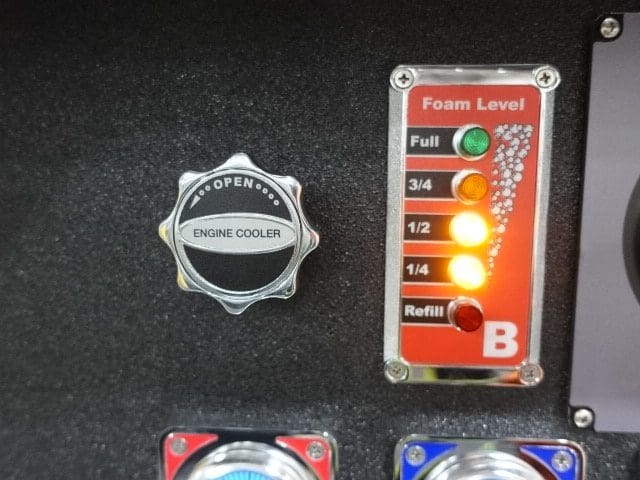 OPEN
ENGINE COOLER
Foam Level
Full
3/4
1/2
1/4
Refill
B